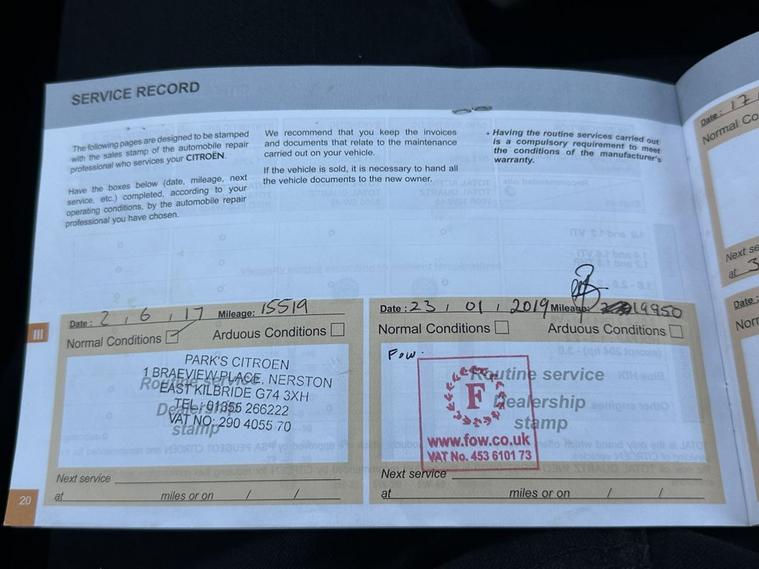 SERVICE RECORD
The following pages are designed to be stamped
with the sales stamp of the automobile repair
professional who services your CITROËN.
Have the boxes below (date, mileage, next
service, etc.) completed, according to your
operating conditions, by the automobile repair
professional you have chosen.
We recommend that you keep the invoices
and documents that relate to the maintenance
carried out on your vehicle.
If the vehicle is sold, it is necessary to hand all
the vehicle documents to the new owner.
Having the routine services carried out
is a compulsory requirement to meet
the conditions of the manufacturer's
warranty.
III
Date: 2 , 6 , 17 Mileage: 15519
Normal Conditions Arduous Conditions
PARK'S CITROEN
1 BRAEVIEW PLACE, NERSTON
EAST KILBRIDE G74 3XH
TEL: 01355 266222
VAT NO: 290 4055 70
Routine service
Dealership
stamp
Next service
at miles or on / /
20
Date: 23 / 01 / 2019 Mileage: 19950
Normal Conditions Arduous Conditions
Fow.
Routine service
Dealership
stamp
F
www.fow.co.uk
VAT No. 453 6101 73
Next service
at miles or on / /
Date: 17 /
Normal Co
Next se
at 3
Date:
Norr